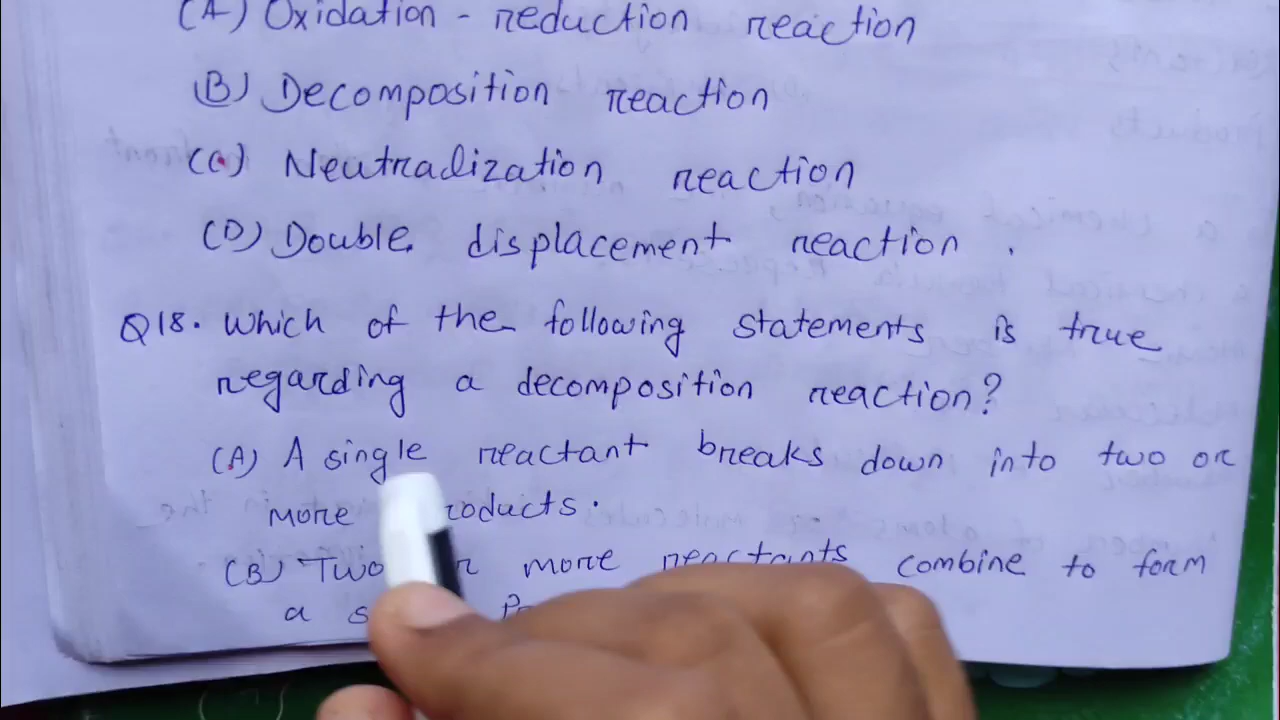 (A) Oxidation - reduction reaction
(B) Decomposition reaction
(C) Neutralization reaction
(D) Double displacement reaction.
Q18. Which of the following statements is true
regarding a decomposition reaction?
(A) A single reactant breaks down into two or
more roducts.
(B) Two more reactants combine to form
a